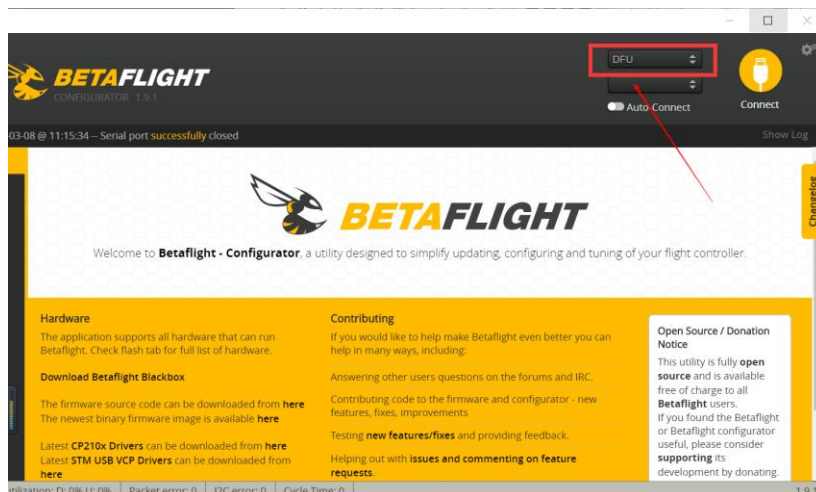 DFU
BETAFLIGHT
CONFIGURATOR 1.9.1
Auto-Connect
Connect
03-08 @ 11:15:34 -- Serial port successfully closed
Show Log
Changelog
BETAFLIGHT
Welcome to Betaflight - Configurator, a utility designed to simplify updating, configuring and tuning of your flight controller.
Hardware
The application supports all hardware that can run
Betaflight. Check flash tab for full list of hardware.
Download Betaflight Blackbox
The firmware source code can be downloaded from here
The newest binary firmware image is available here
Latest CP210x Drivers can be downloaded from here
Latest STM USB VCP Drivers can be downloaded from
here
Contributing
If you would like to help make Betaflight even better you can
help in many ways, including:
Answering other users questions on the forums and IRC.
Contributing code to the firmware and configurator - new
features, fixes, improvements
Testing new features/fixes and providing feedback.
Helping out with issues and commenting on feature
requests.
Open Source / Donation
Notice
This utility is fully open
source and is available
free of charge to all
Betaflight users.
If you found the Betaflight
or Betaflight configurator
useful, please consider
supporting its
development by donating.
utilization: D: 0% U: 0% Packet error: 0 I2C error: 0 Cycle Time: 0 1.9.1